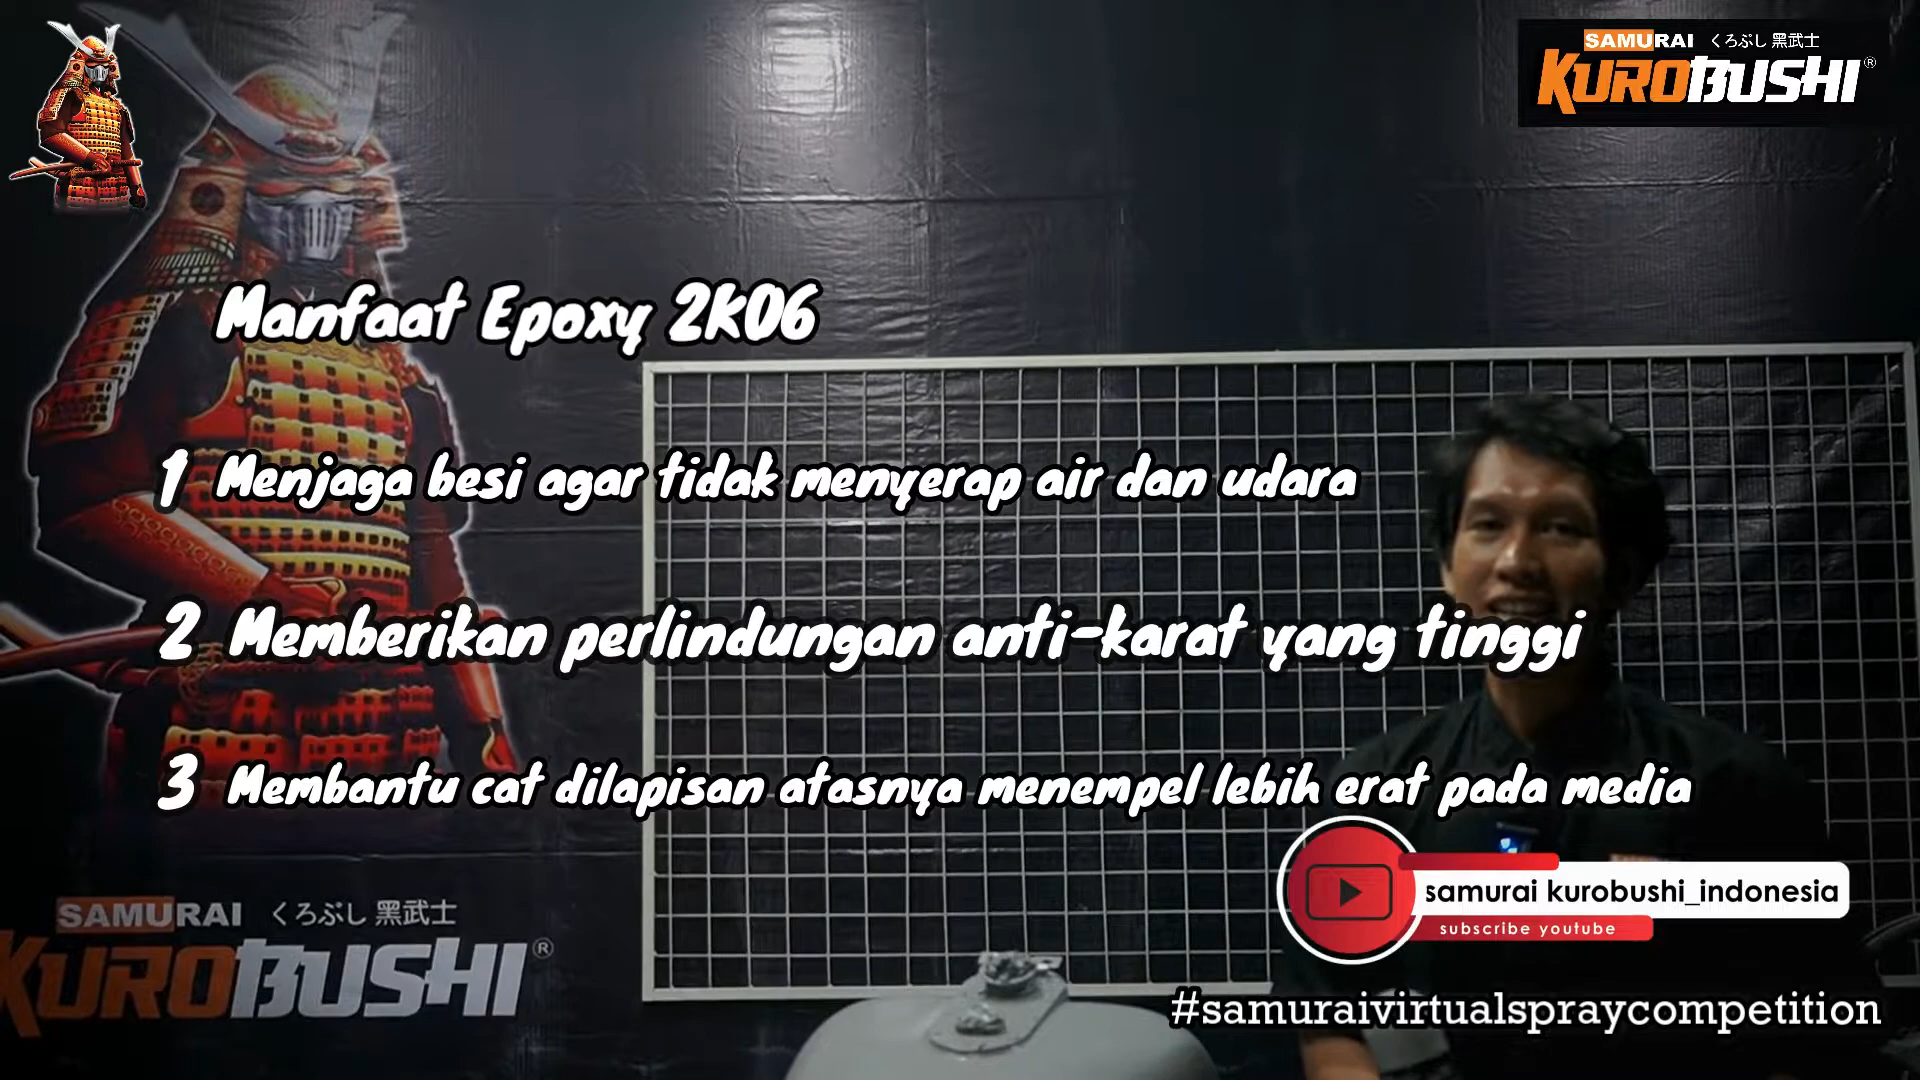 SAMURAI くろぶし 黑武士
KUROBUSHI®
Manfaat Epoxy 2K06
1 Menjaga besi agar tidak menyerap air dan udara
2 Memberikan perlindungan anti-karat yang tinggi
3 Membantu cat dilapisan atasnya menempel lebih erat pada media
samurai kurobushi_indonesia
subscribe youtube
SAMURAI くろぶし 黑武士
KUROBUSHI®
#samuraivirtualspraycompetition